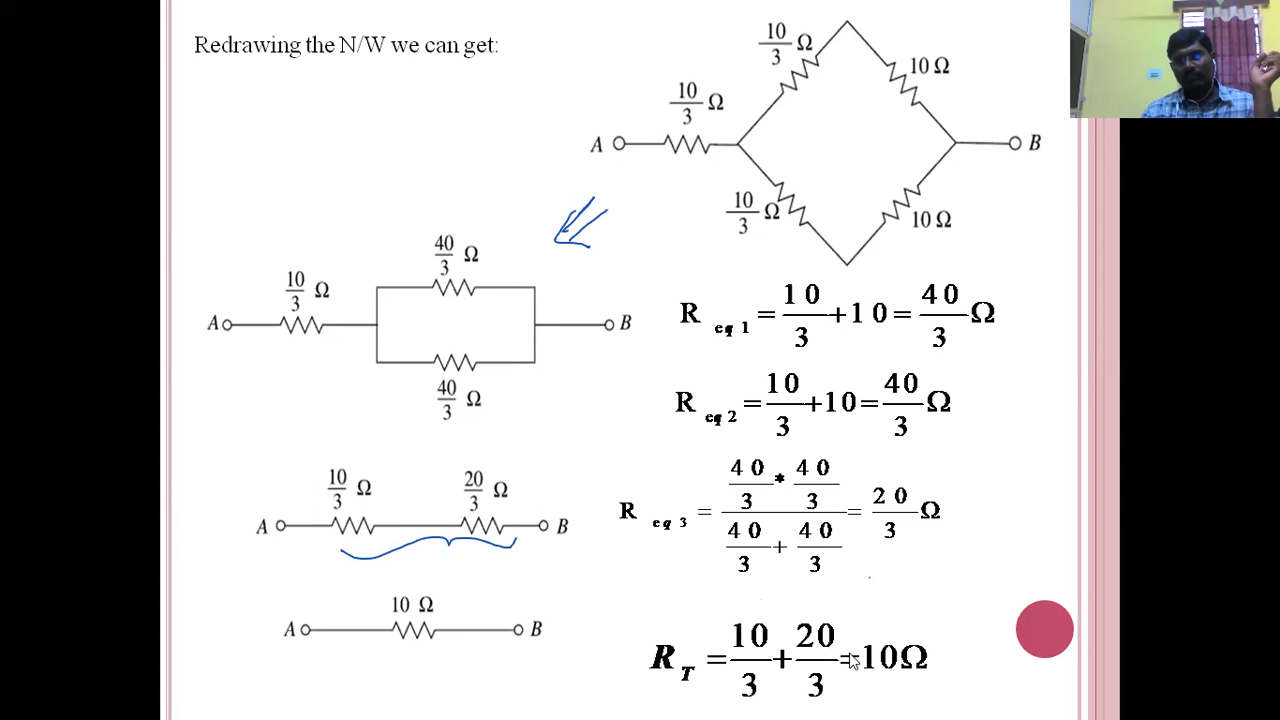 Redrawing the N/W we can get:
10/3 Ω
10 Ω
10/3 Ω
A
B
10/3 Ω
10 Ω
40/3 Ω
10/3 Ω
A
B
40/3 Ω
R eq 1 = 10/3 + 10 = 40/3 Ω
R eq 2 = 10/3 + 10 = 40/3 Ω
10/3 Ω
20/3 Ω
A
B
R eq 3 = (40/3 * 40/3) / (40/3 + 40/3) = 20/3 Ω
10 Ω
A
B
R T = 10/3 + 20/3 = 10Ω